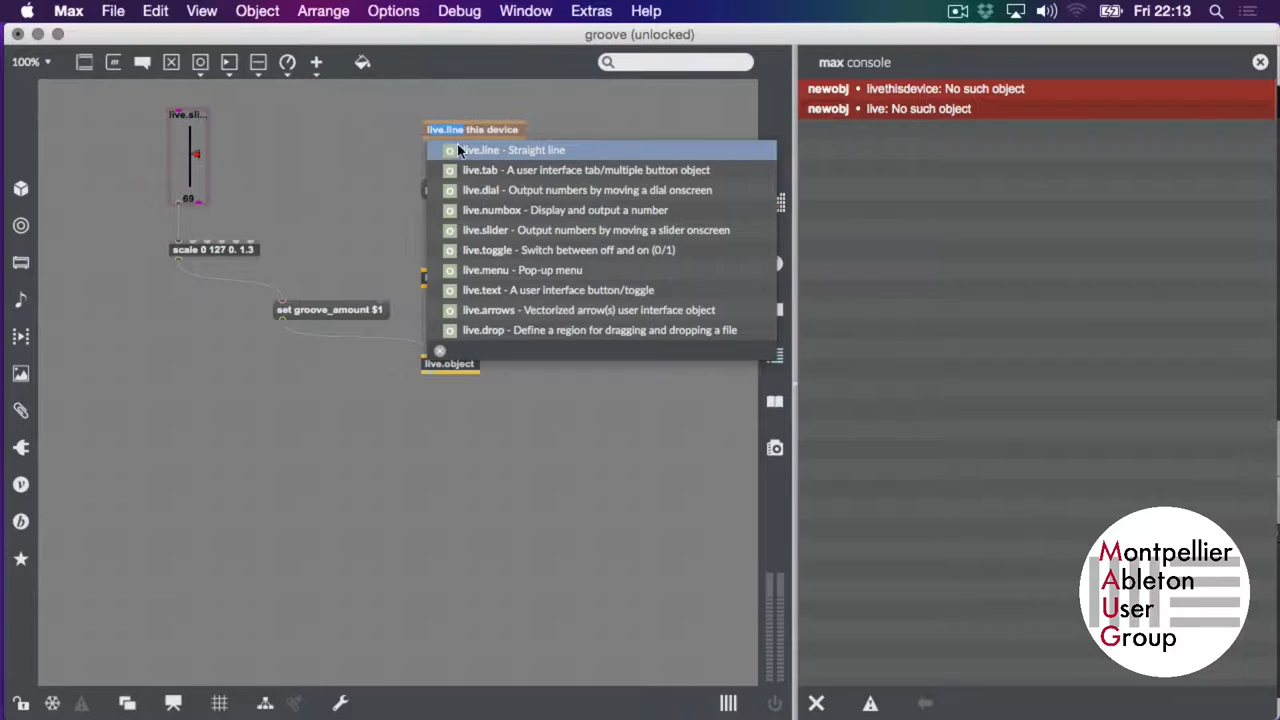 Max File Edit View Object Arrange Options Debug Window Extras Help Fri 22:13
groove (unlocked)
100%
max console
newobj • livethisdevice: No such object
newobj • live: No such object
live.sli...
69
scale 0 127 0. 1.3
set groove_amount $1
live.line this device
live.line - Straight line
live.tab - A user interface tab/multiple button object
live.dial - Output numbers by moving a dial onscreen
live.numbox - Display and output a number
live.slider - Output numbers by moving a slider onscreen
live.toggle - Switch between off and on (0/1)
live.menu - Pop-up menu
live.text - A user interface button/toggle
live.arrows - Vectorized arrow(s) user interface object
live.drop - Define a region for dragging and dropping a file
live.object
Montpellier
Ableton
User
Group